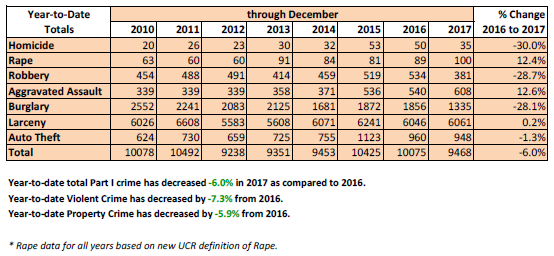 Year-to-Date Totals through December % Change 2016 to 2017
2010 2011 2012 2013 2014 2015 2016 2017
Homicide 20 26 23 30 32 53 50 35 -30.0%
Rape 63 60 60 91 84 81 89 100 12.4%
Robbery 454 488 491 414 459 519 534 381 -28.7%
Aggravated Assault 339 339 339 358 371 536 540 608 12.6%
Burglary 2552 2241 2083 2125 1681 1872 1856 1335 -28.1%
Larceny 6026 6608 5583 5608 6071 6241 6046 6061 0.2%
Auto Theft 624 730 659 725 755 1123 960 948 -1.3%
Total 10078 10492 9238 9351 9453 10425 10075 9468 -6.0%
Year-to-date total Part I crime has decreased -6.0% in 2017 as compared to 2016.
Year-to-date Violent Crime has decreased by -7.3% from 2016.
Year-to-date Property Crime has decreased by -5.9% from 2016.
* Rape data for all years based on new UCR definition of Rape.